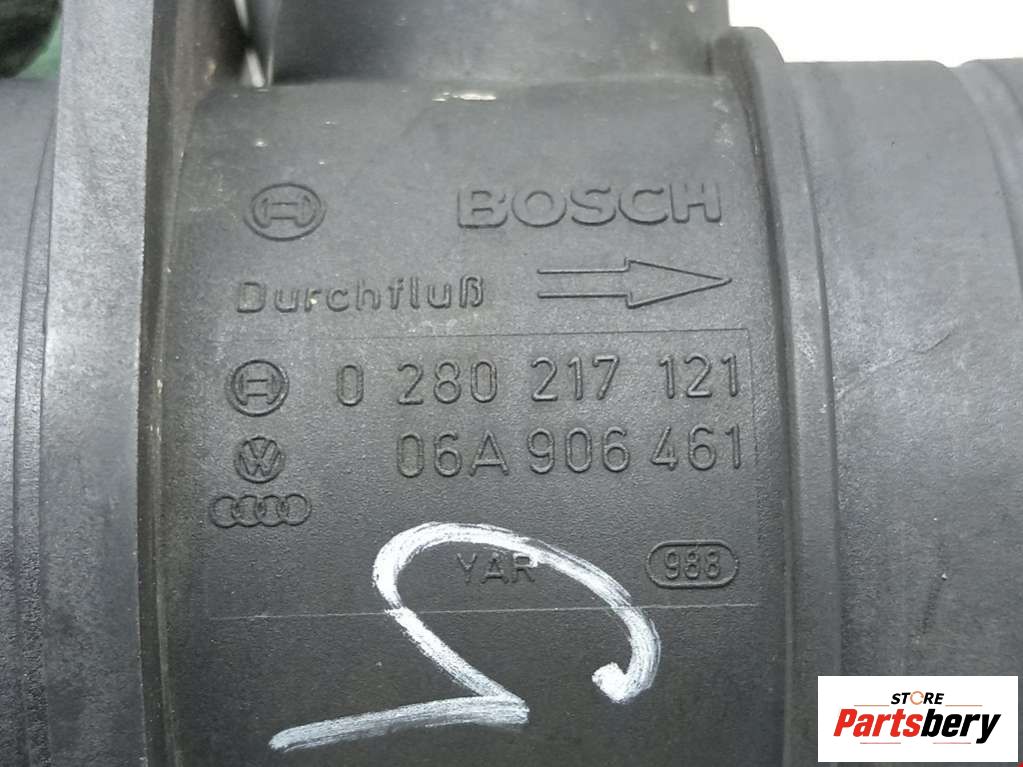 BOSCH
Durchfluß
0 280 217 121
06A 906 461
YAR 988
STORE
Partsbery